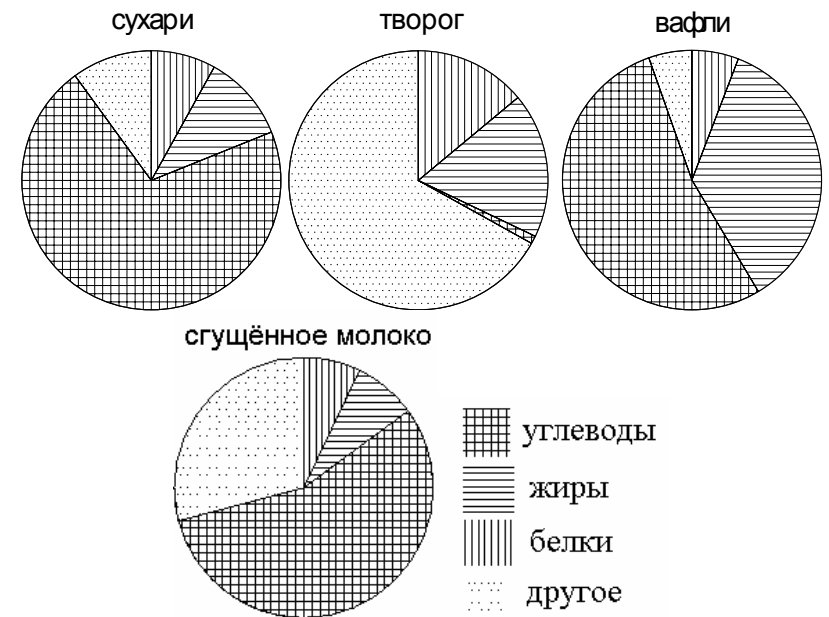 сухари
творог
вафли
сгущённое молоко
углеводы
жиры
белки
другое